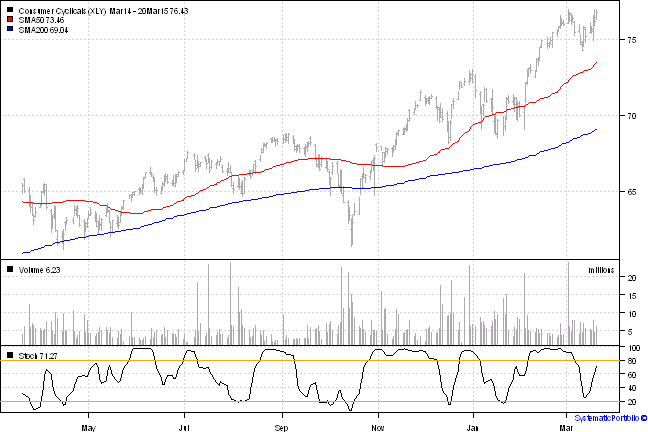 Consumer Cyclicals (XLY) Mar14 - 20Mar15 76.43
SMA50 73.46
SMA200 69.04
75
70
65
Volume 6.23
millions
20
15
10
5
Stoch 71.27
100
80
60
40
20
May Jul Sep Nov Jan Mar
SystematicPortfolio ©